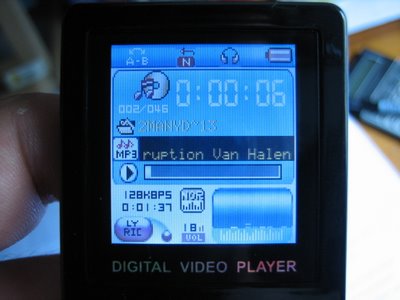 A-B N
0:00:06
002/046
2MANYD~13
MP3 ruption Van Halen
128KBPS NOR
0:01:37
LY
RIC 18
VOL
DIGITAL VIDEO PLAYER